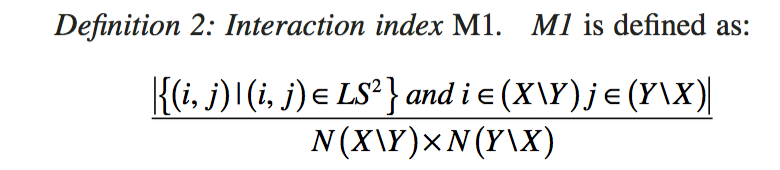 Definition 2: Interaction index M1. M1 is defined as:
|{(i, j)|(i, j)∈ LS²} and i∈(X\Y)j∈(Y\X)|
N(X\Y)×N(Y\X)